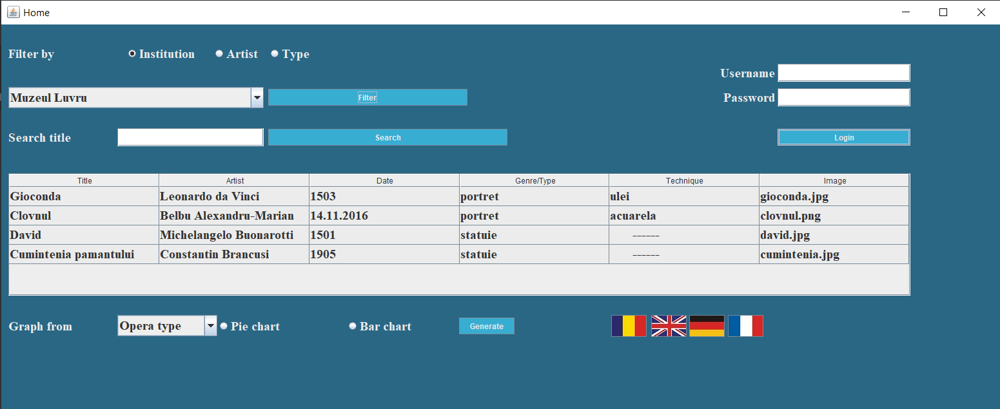 Home
Filter by Institution Artist Type
Username
Muzeul Luvru Filter Password
Search title Search Login
Title Artist Date Genre/Type Technique Image
Gioconda Leonardo da Vinci 1503 portret ulei gioconda.jpg
Clovnul Belbu Alexandru-Marian 14.11.2016 portret acuarela clovnul.png
David Michelangelo Buonarotti 1501 statuie ------ david.jpg
Cumintenia pamantului Constantin Brancusi 1905 statuie ------ cumintenia.jpg
Graph from Opera type Pie chart Bar chart Generate